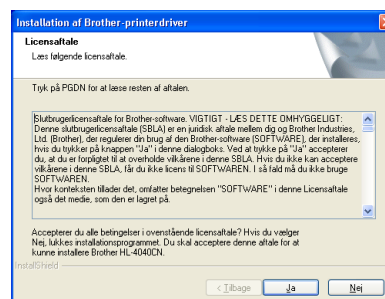 Installation af Brother-printerdriver
Licensaftale
Læs følgende licensaftale.
Tryk på PGDN for at læse resten af aftalen.
Slutbrugerlicensaftale for Brother-software. VIGTIGT - LÆS DETTE OMHYGGELIGT:
Denne slutbrugerlicensaftale (SBLA) er en juridisk aftale mellem dig og Brother Industries,
Ltd. (Brother), der regulerer din brug af den Brother-software (SOFTWARE), der installeres,
hvis du trykker på knappen "Ja" i denne dialogboks. Ved at trykke på "Ja" accepterer
du, at du er forpligtet til at overholde vilkårene i denne SBLA. Hvis du ikke kan acceptere
vilkårene i denne SBLA, får du ikke licens til SOFTWAREN. I så fald må du ikke bruge
SOFTWAREN.
Hvor konteksten tillader det, omfatter betegnelsen "SOFTWARE" i denne Licensaftale
også det medie, som den er lagret på.
Accepterer du alle betingelser i ovenstående licensaftale? Hvis du vælger
Nej, lukkes installationsprogrammet. Du skal acceptere denne aftale for at
kunne installere Brother HL-4040CN.
InstallShield
< Tilbage
Ja
Nej